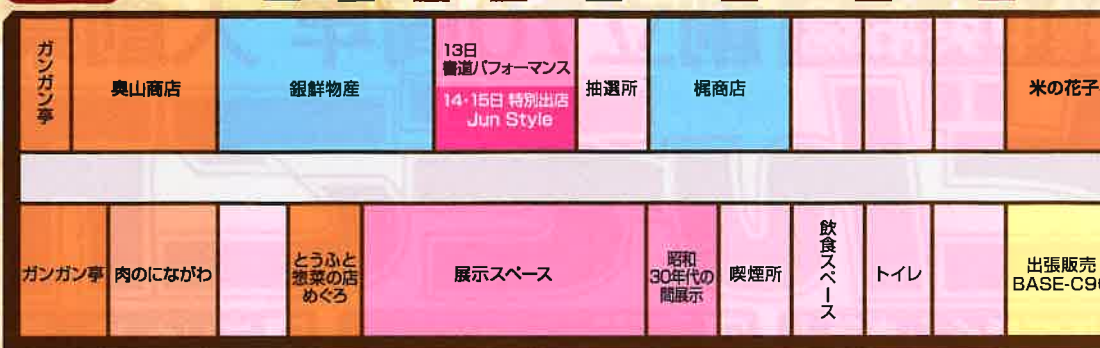 ガンガン亭
奥山商店
銀鮮物産
13日
書道パフォーマンス
14・15日 特別出店
Jun Style
抽選所
梶商店
米の花子
ガンガン亭
肉のにながわ
とうふと
惣菜の店
めぐろ
展示スペース
昭和
30年代の
間展示
喫煙所
飲食スペース
トイレ
出張販売
BASE-C9